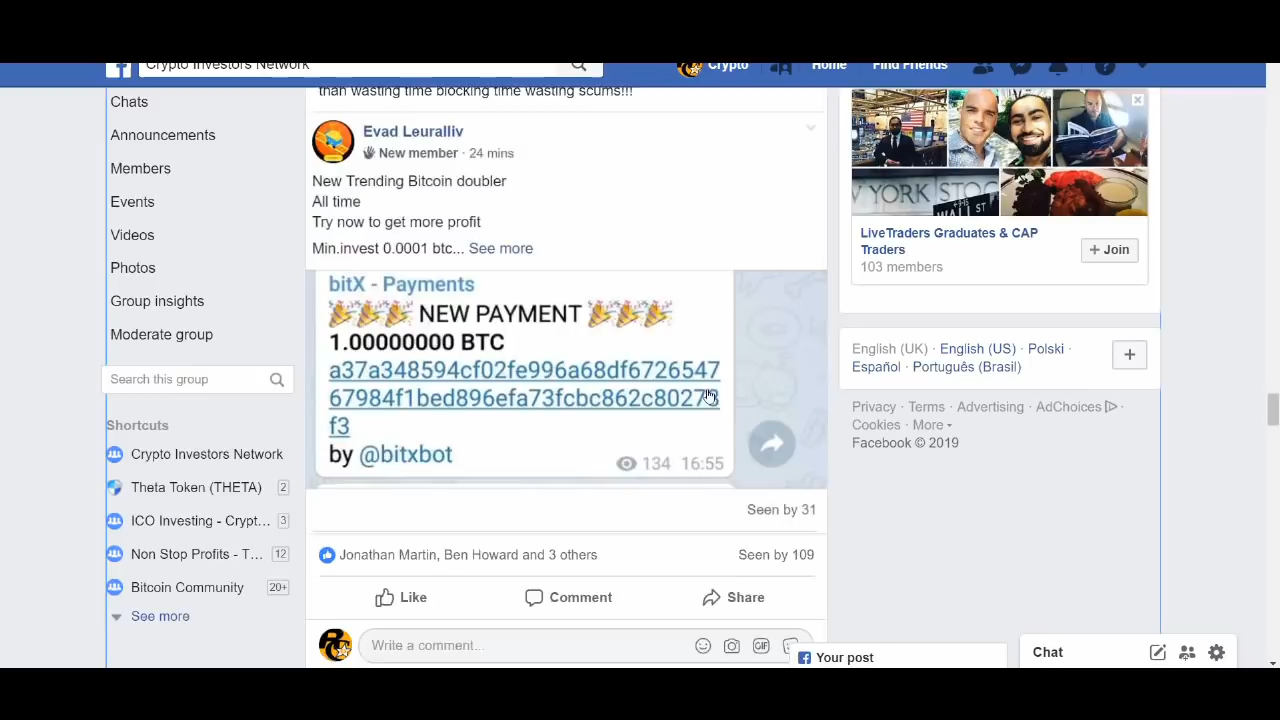 Crypto Investors Network
Crypto
Home
Find Friends
Chats
Announcements
Members
Events
Videos
Photos
Group insights
Moderate group
Search this group
Shortcuts
Crypto Investors Network
Theta Token (THETA) 2
ICO Investing - Crypt... 3
Non Stop Profits - T... 12
Bitcoin Community 20+
See more
than wasting time blocking time wasting scums!!!
Evad Leuralliv
New member · 24 mins
New Trending Bitcoin doubler
All time
Try now to get more profit
Min.invest 0.0001 btc... See more
bitX - Payments
NEW PAYMENT
1.00000000 BTC
a37a348594cf02fe996a68df6726547
f3
by @bitxbot
134 16:55
Seen by 31
Jonathan Martin, Ben Howard and 3 others
Seen by 109
Like
Comment
Share
Write a comment...
GIF
YORK STOC
WALL ST
LiveTraders Graduates & CAP
Traders
103 members
+ Join
English (UK) · English (US) · Polski ·
Español · Português (Brasil)
Privacy · Terms · Advertising · AdChoices ·
Cookies · More
Facebook © 2019
Your post
Chat